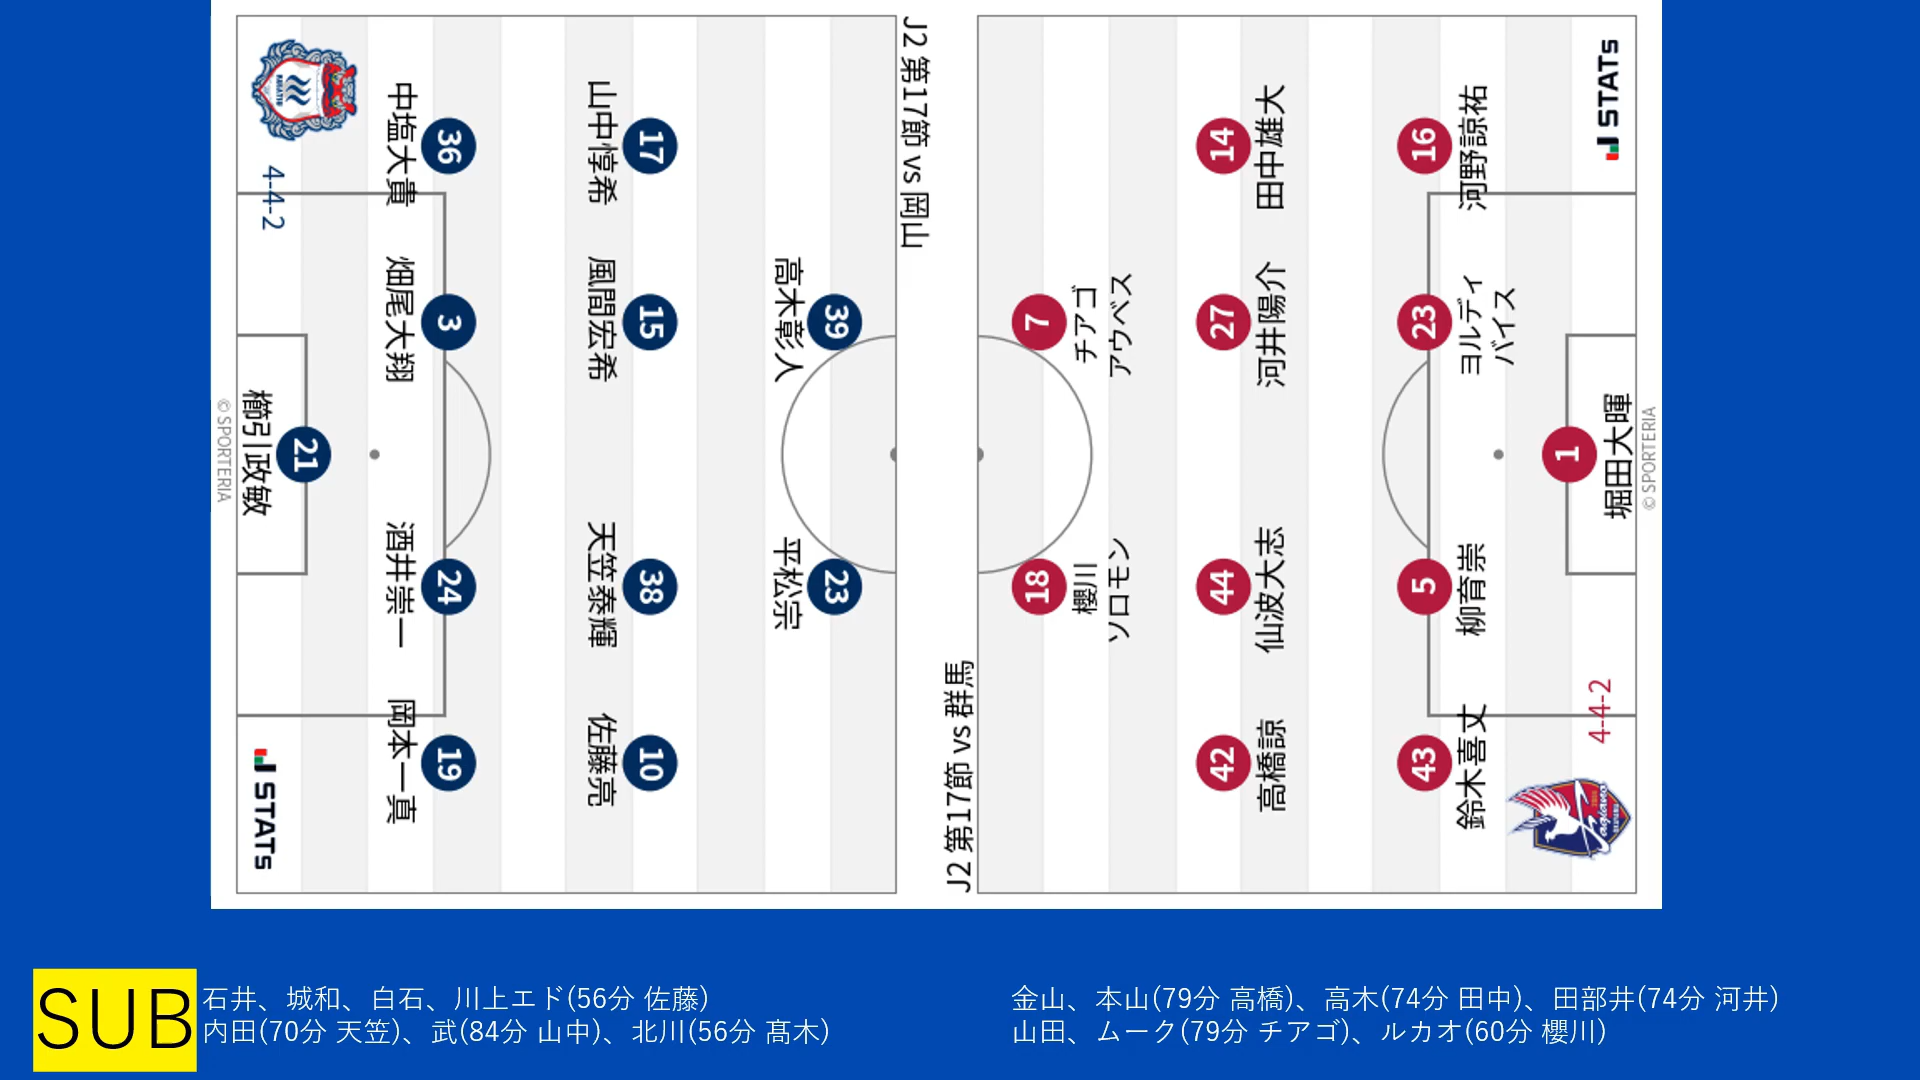 J2 第17節 vs 岡山
4-4-2
36
中塩大貴
3
畑尾大翔
21
櫛引政敏
24
酒井崇一
19
岡本一真
17
山中惇希
15
風間宏希
38
天笠泰輝
10
佐藤亮
39
高木彰人
23
平松宗
J STATs
© SPORTERIA
J2 第17節 vs 群馬
4-4-2
7
チアゴ
アウベス
18
櫻川
ソロモン
14
田中雄大
27
河井陽介
44
仙波大志
42
高橋諒
16
河野諒祐
23
ヨルディ
バイス
5
柳育崇
43
鈴木喜丈
1
堀田大暉
J STATs
© SPORTERIA
SUB
石井、城和、白石、川上エド(56分 佐藤)
内田(70分 天笠)、武(84分 山中)、北川(56分 髙木)
金山、本山(79分 高橋)、高木(74分 田中)、田部井(74分 河井)
山田、ムーク(79分 チアゴ)、ルカオ(60分 櫻川)